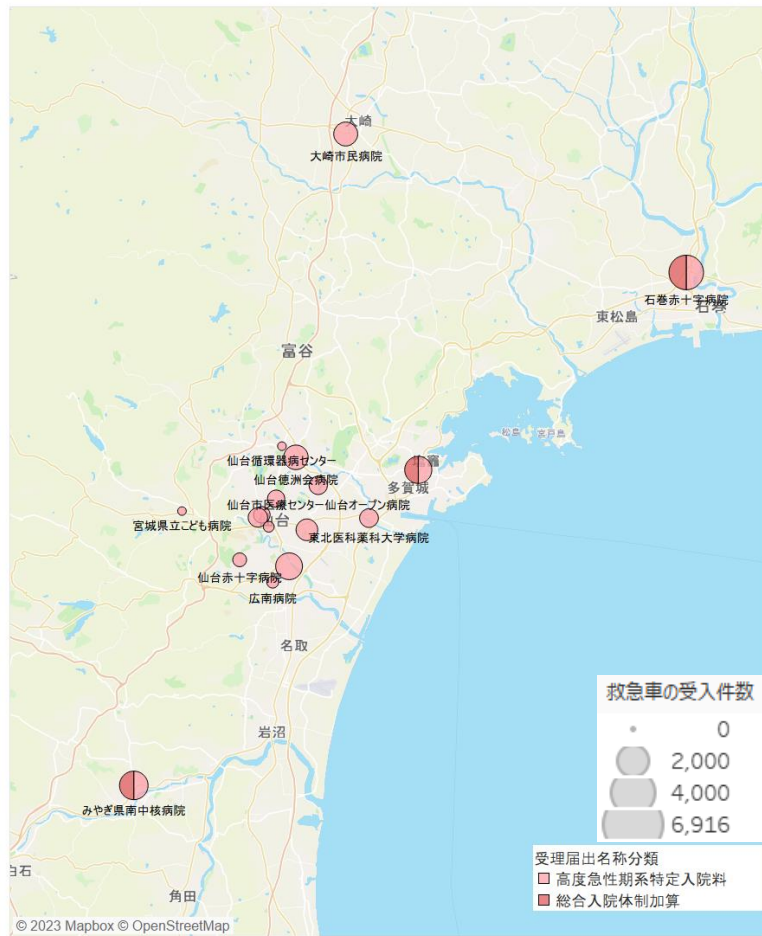 大崎
大崎市民病院
石巻赤十字病院
石巻
東松島
富谷
松島
宮戸島
仙台循環器病センター
仙台徳洲会病院
多賀城
仙台市医療センター仙台オープン病院
宮城県立こども病院
東北医科薬科大学病院
仙台赤十字病院
広南病院
名取
岩沼
みやぎ県南中核病院
白石
角田
救急車の受入件数
0
2,000
4,000
6,916
受理届出名称分類
高度急性期系特定入院料
総合入院体制加算
© 2023 Mapbox © OpenStreetMap